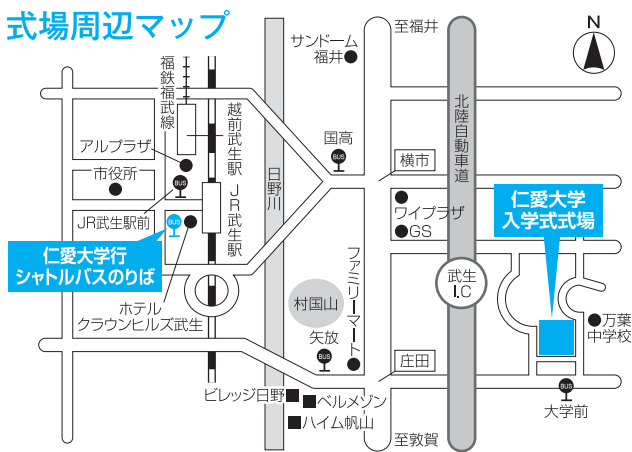 式場周辺マップ
至福井
N
サンドーム
福井
福鉄福武線
越前武生駅
北陸自動車道
国高
BUS
横市
アルプラザ
市役所
BUS
JR武生駅前
JR武生駅
日野川
ワイプラザ
GS
仁愛大学
入学式式場
BUS
仁愛大学行
シャトルバスのりば
ホテル
クラウンヒルズ武生
村国山
ファミリーマート
武生
I.C
万葉
中学校
矢放
BUS
庄田
BUS
大学前
ビレッジ日野
ベルメゾン
ハイム帆山
至敦賀